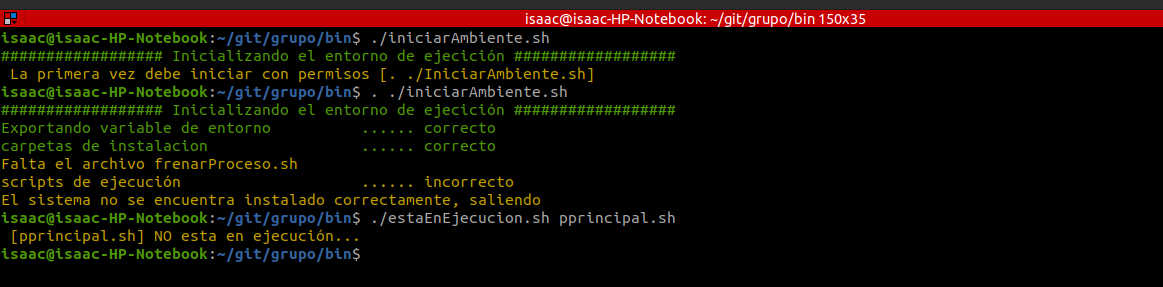 isaac@isaac-HP-Notebook: ~/git/grupo/bin 150x35
isaac@isaac-HP-Notebook:~/git/grupo/bin$ ./iniciarAmbiente.sh
################## Inicializando el entorno de ejecición ##################
 La primera vez debe iniciar con permisos [. ./IniciarAmbiente.sh]
isaac@isaac-HP-Notebook:~/git/grupo/bin$ . ./iniciarAmbiente.sh
################## Inicializando el entorno de ejecición ##################
Exportando variable de entorno          ...... correcto
carpetas de instalacion                 ...... correcto
Falta el archivo frenarProceso.sh
scripts de ejecución                    ...... incorrecto
El sistema no se encuentra instalado correctamente, saliendo
isaac@isaac-HP-Notebook:~/git/grupo/bin$ ./estaEnEjecucion.sh pprincipal.sh
 [pprincipal.sh] NO esta en ejecución...
isaac@isaac-HP-Notebook:~/git/grupo/bin$